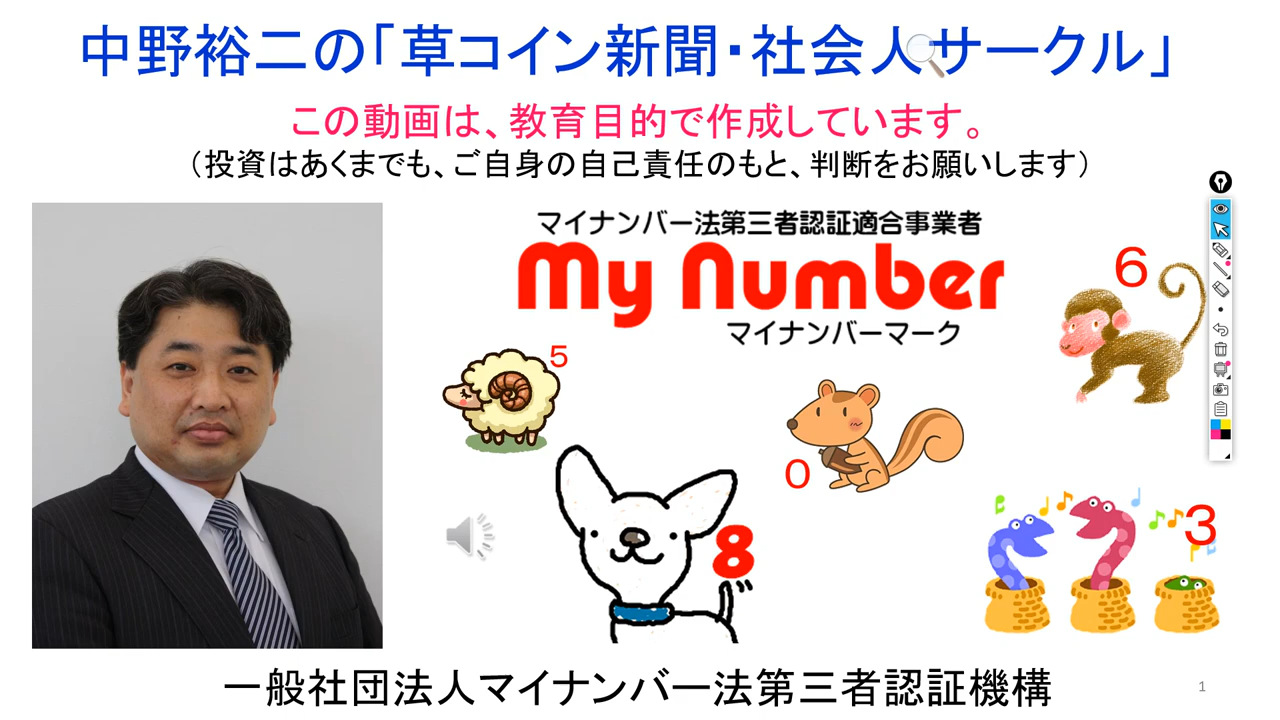 中野裕二の「草コイン新聞・社会人サークル」
この動画は、教育目的で作成しています。
（投資はあくまでも、ご自身の自己責任のもと、判断をお願いします）
マイナンバー法第三者認証適合事業者
My Number
マイナンバーマーク
6
5
0
8
3
一般社団法人マイナンバー法第三者認証機構
1